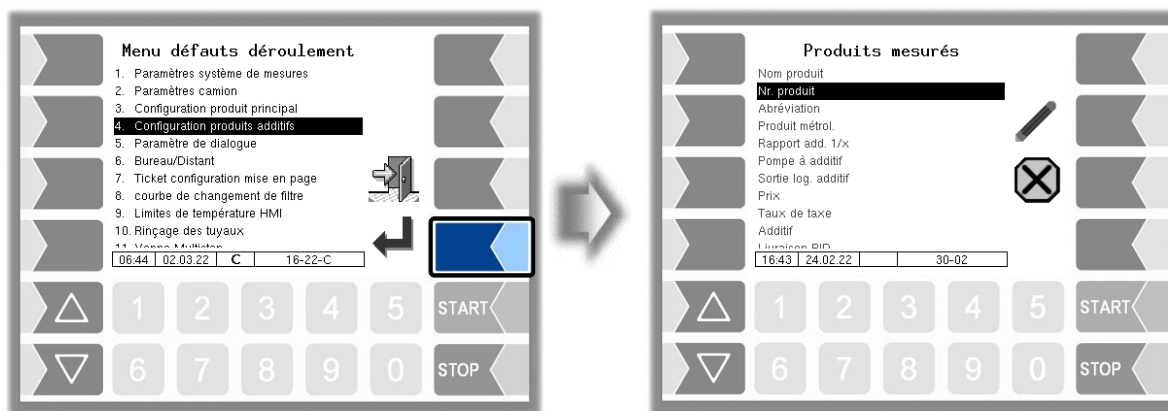 Menu défauts déroulement
1. Paramètres système de mesures
2. Paramètres camion
3. Configuration produit principal
4. Configuration produits additifs
5. Paramètre de dialogue
6. Bureau/Distant
7. Ticket configuration mise en page
8. courbe de changement de filtre
9. Limites de température HMI
10. Rinçage des tuyaux
11. Vanne Multistop
06:44 02.03.22 C 16-22-C
1 2 3 4 5 START
6 7 8 9 0 STOP
Produits mesurés
Nom produit
Nr. produit
Abréviation
Produit métrol.
Rapport add. 1/x
Pompe à additif
Sortie log. additif
Prix
Taux de taxe
Additif
Livraison PID
16:43 24.02.22 30-02
1 2 3 4 5 START
6 7 8 9 0 STOP